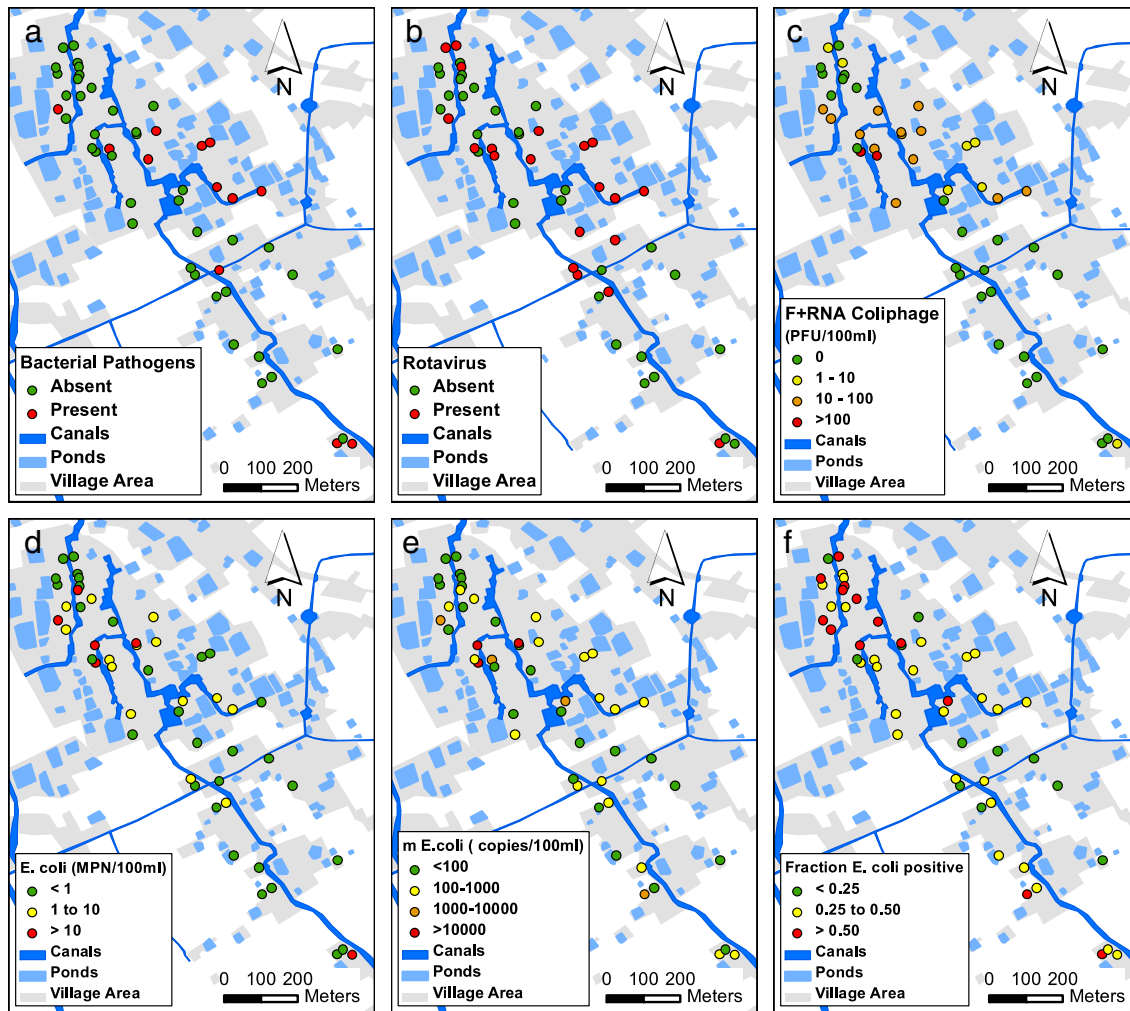 a
N
Bacterial Pathogens
Absent
Present
Canals
Ponds
Village Area
0 100 200
Meters
b
N
Rotavirus
Absent
Present
Canals
Ponds
Village Area
0 100 200
Meters
c
N
F+RNA Coliphage
(PFU/100ml)
0
1 - 10
10 - 100
>100
Canals
Ponds
Village Area
0 100 200
Meters
d
N
E. coli (MPN/100ml)
< 1
1 to 10
> 10
Canals
Ponds
Village Area
0 100 200
Meters
e
N
m E.coli ( copies/100ml)
<100
100-1000
1000-10000
>10000
Canals
Ponds
Village Area
0 100 200
Meters
f
N
Fraction E. coli positive
< 0.25
0.25 to 0.50
> 0.50
Canals
Ponds
Village Area
0 100 200
Meters